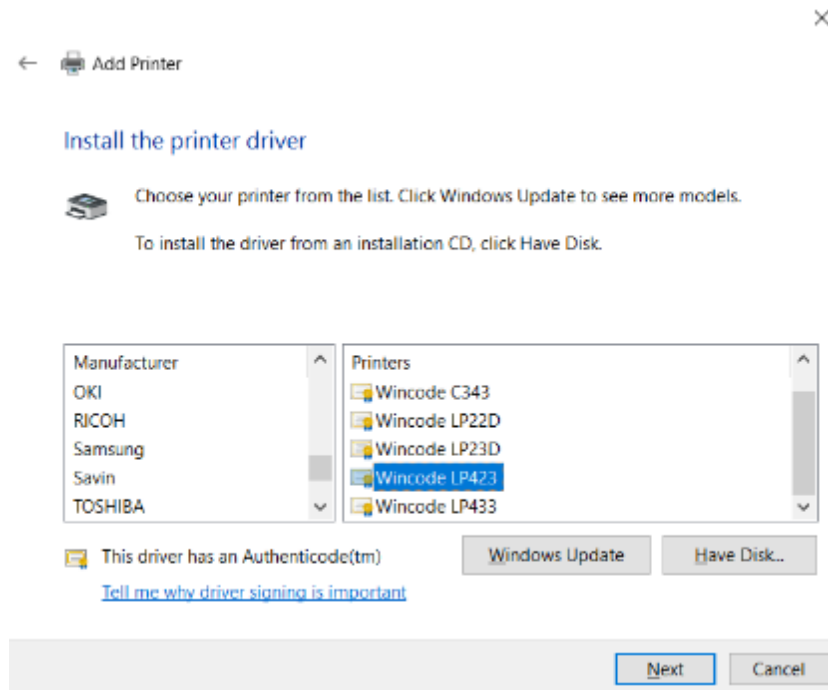 Add Printer
Install the printer driver
Choose your printer from the list. Click Windows Update to see more models.
To install the driver from an installation CD, click Have Disk.
Manufacturer
OKI
RICOH
Samsung
Savin
TOSHIBA
Printers
Wincode C343
Wincode LP22D
Wincode LP23D
Wincode LP423
Wincode LP433
This driver has an Authenticode(tm)
Windows Update
Have Disk...
Tell me why driver signing is important
Next
Cancel